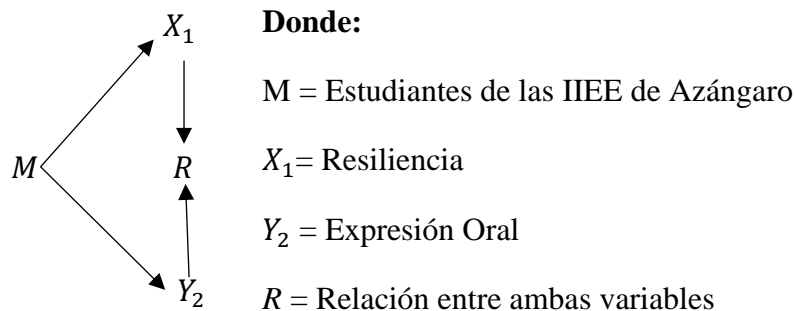 X₁
Donde:
M = Estudiantes de las IIEE de Azángaro
M
R
X₁= Resiliencia
Y₂ = Expresión Oral
Y₂
R = Relación entre ambas variables